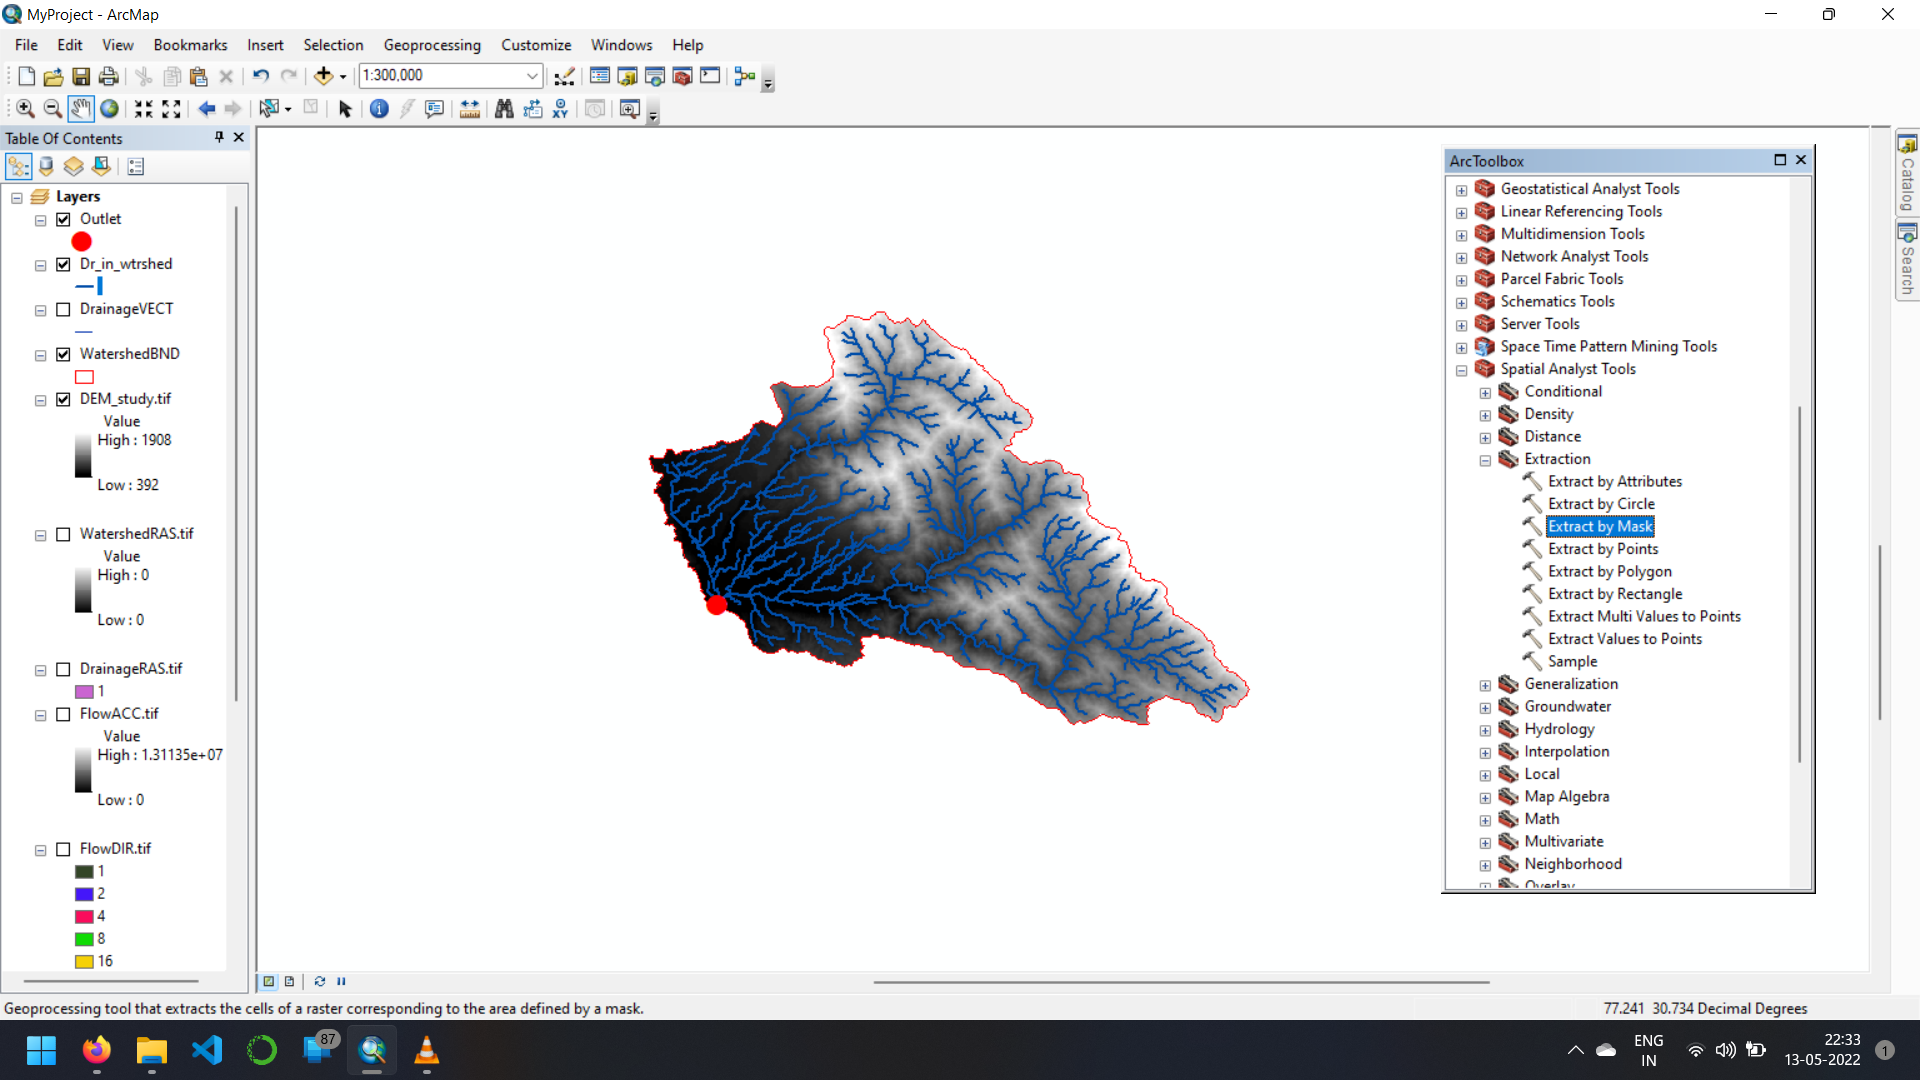 MyProject - ArcMap
File Edit View Bookmarks Insert Selection Geoprocessing Customize Windows Help
1:300,000
XY
Table Of Contents
Layers
Outlet
Dr_in_wtrshed
DrainageVECT
WatershedBND
DEM_study.tif
Value
High : 1908
Low : 392
WatershedRAS.tif
Value
High : 0
Low : 0
DrainageRAS.tif
1
FlowACC.tif
Value
High : 1.31135e+07
Low : 0
FlowDIR.tif
1
2
4
8
16
ArcToolbox
Geostatistical Analyst Tools
Linear Referencing Tools
Multidimension Tools
Network Analyst Tools
Parcel Fabric Tools
Schematics Tools
Server Tools
Space Time Pattern Mining Tools
Spatial Analyst Tools
Conditional
Density
Distance
Extraction
Extract by Attributes
Extract by Circle
Extract by Mask
Extract by Points
Extract by Polygon
Extract by Rectangle
Extract Multi Values to Points
Extract Values to Points
Sample
Generalization
Groundwater
Hydrology
Interpolation
Local
Map Algebra
Math
Multivariate
Neighborhood
Overlay
Catalog
Search
Geoprocessing tool that extracts the cells of a raster corresponding to the area defined by a mask.
77.241 30.734 Decimal Degrees
87
ENG
IN
22:33
13-05-2022
1